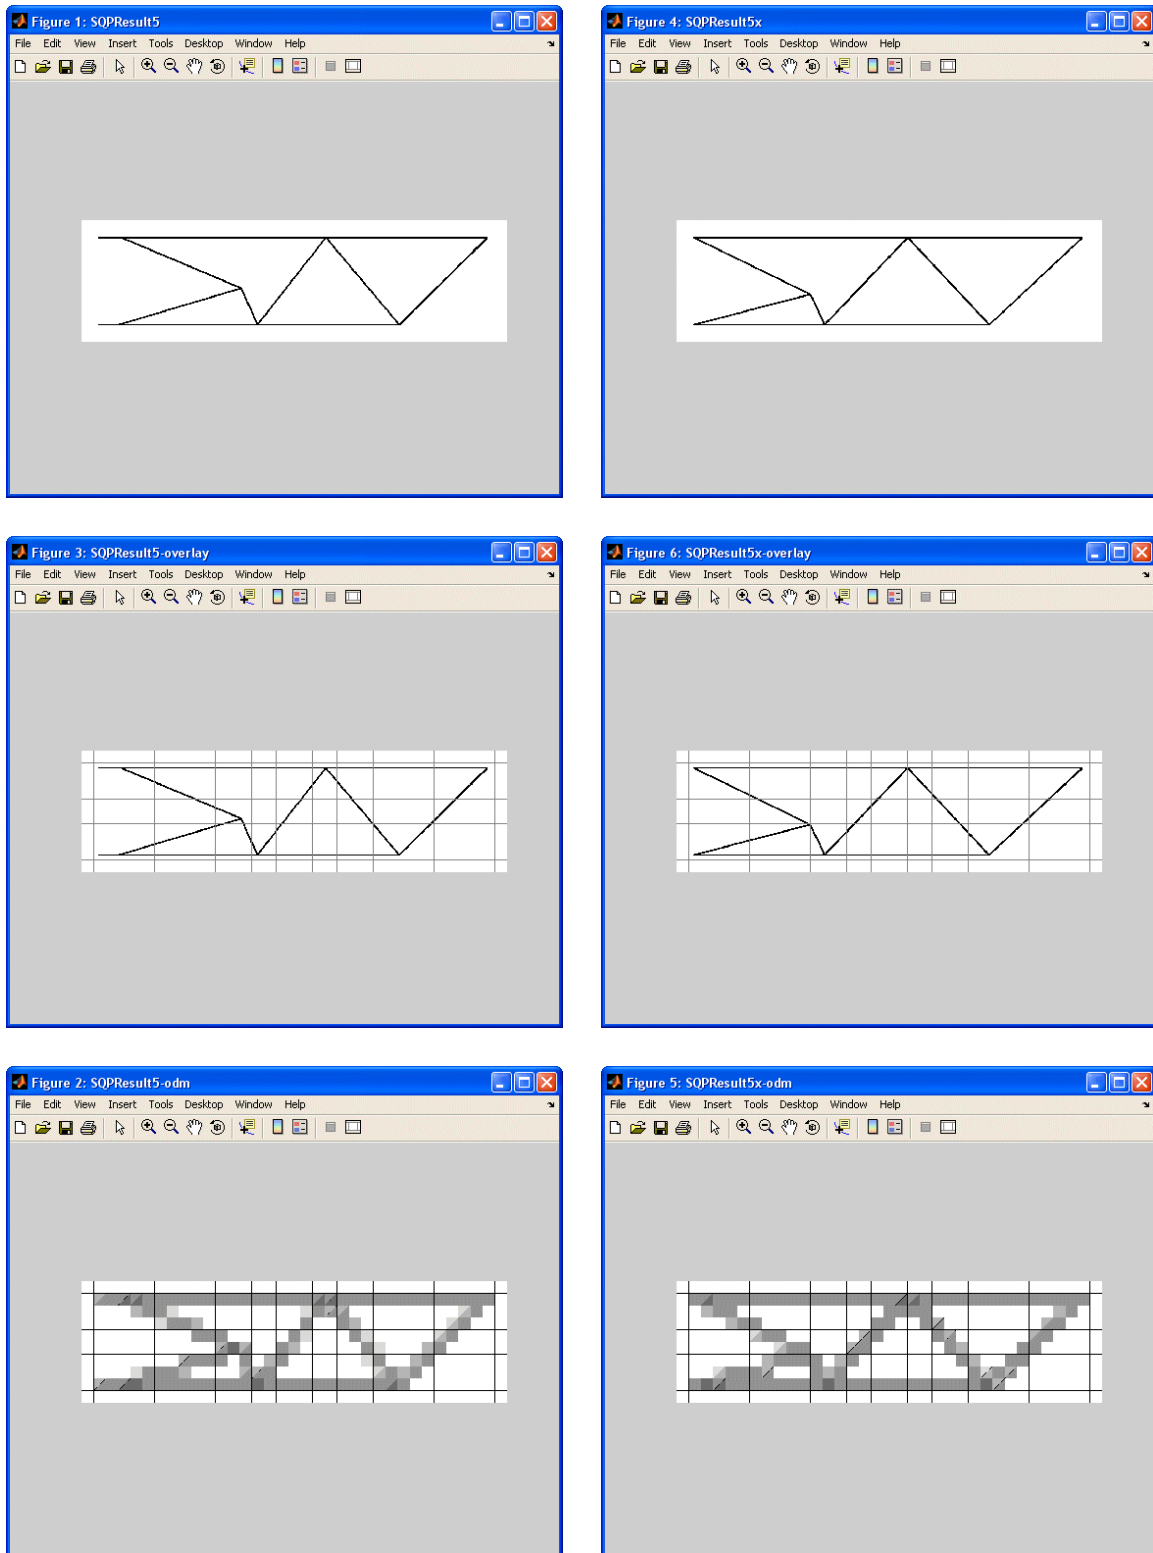 Figure 1: SQPResult5
File Edit View Insert Tools Desktop Window Help
Figure 4: SQPResult5x
File Edit View Insert Tools Desktop Window Help
Figure 3: SQPResult5-overlay
File Edit View Insert Tools Desktop Window Help
Figure 6: SQPResult5x-overlay
File Edit View Insert Tools Desktop Window Help
Figure 2: SQPResult5-odm
File Edit View Insert Tools Desktop Window Help
Figure 5: SQPResult5x-odm
File Edit View Insert Tools Desktop Window Help